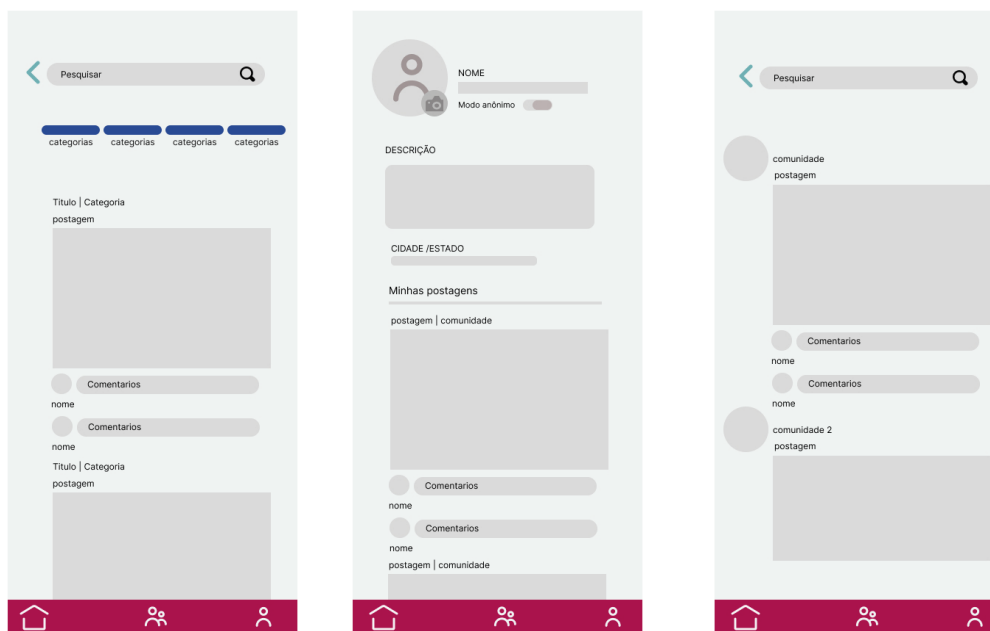 Pesquisar
categorias categorias categorias categorias
Titulo | Categoria
postagem
Comentarios
nome
Comentarios
nome
Titulo | Categoria
postagem
NOME
Modo anônimo
DESCRIÇÃO
CIDADE /ESTADO
Minhas postagens
postagem | comunidade
Comentarios
nome
Comentarios
nome
postagem | comunidade
Pesquisar
comunidade
postagem
Comentarios
nome
Comentarios
nome
comunidade 2
postagem